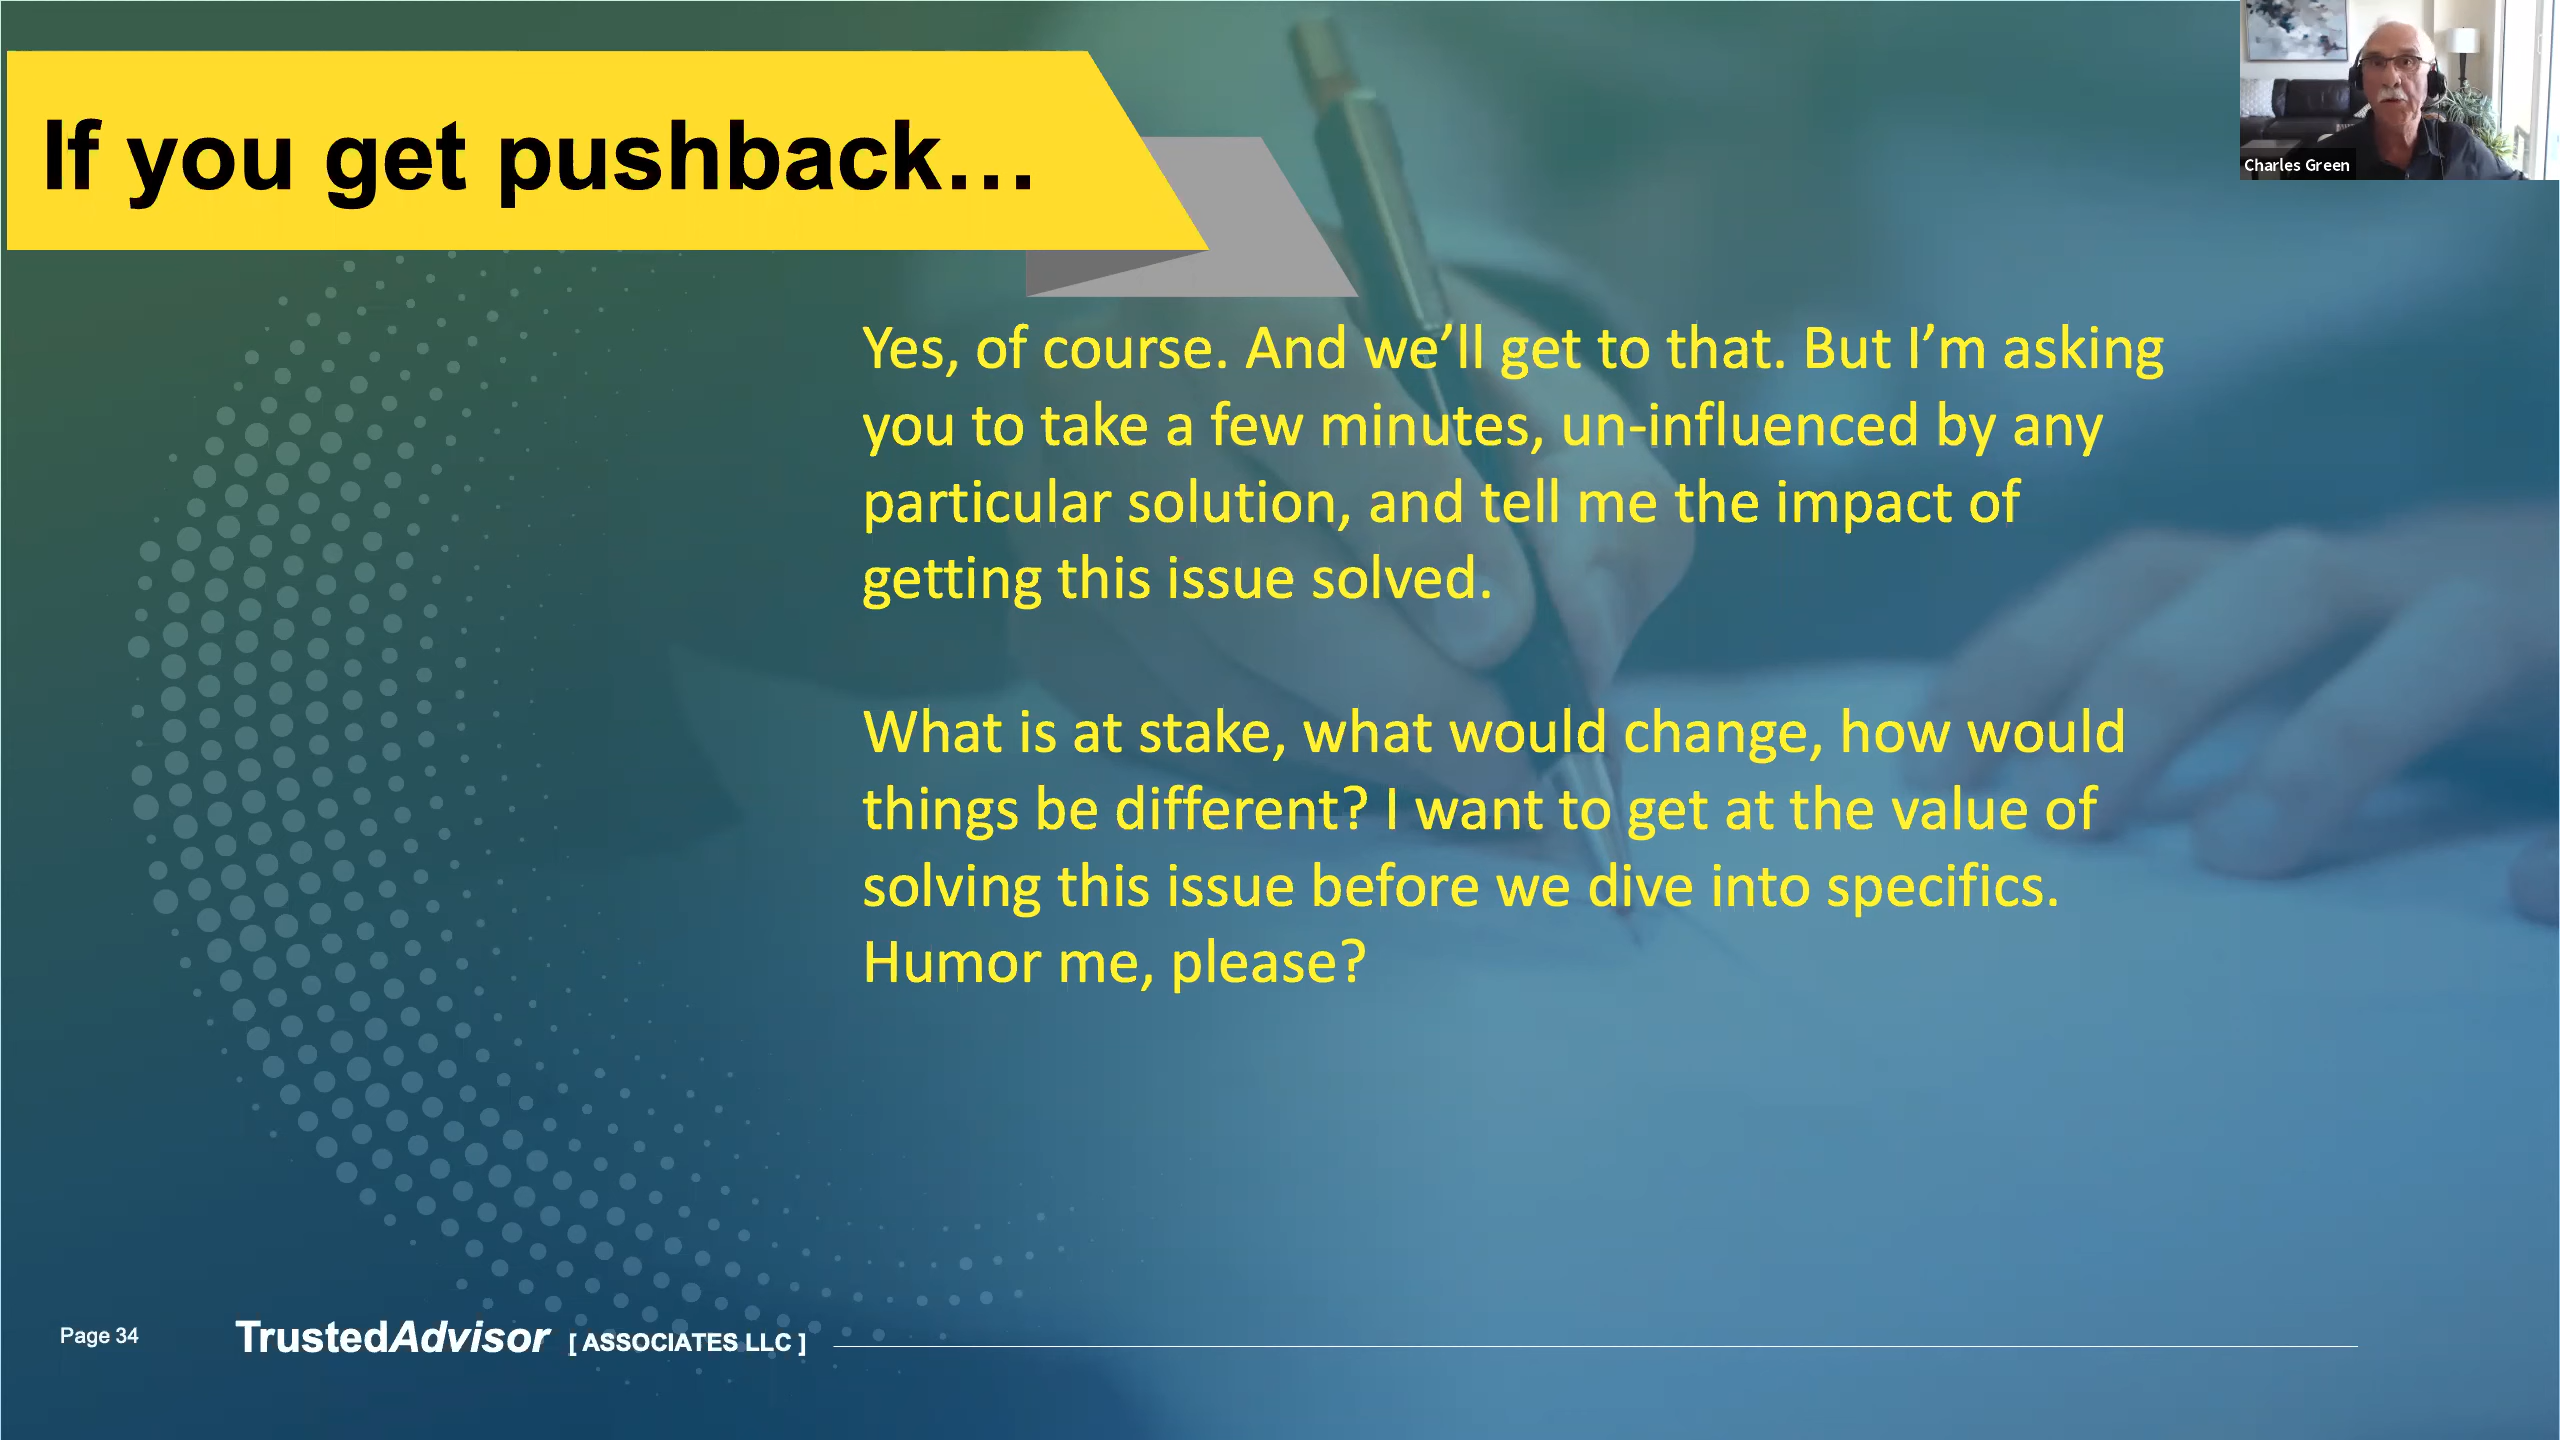 If you get pushback…
Charles Green
Yes, of course. And we’ll get to that. But I’m asking
you to take a few minutes, un-influenced by any
particular solution, and tell me the impact of
getting this issue solved.
What is at stake, what would change, how would
things be different? I want to get at the value of
solving this issue before we dive into specifics.
Humor me, please?
Page 34
TrustedAdvisor [ ASSOCIATES LLC ]